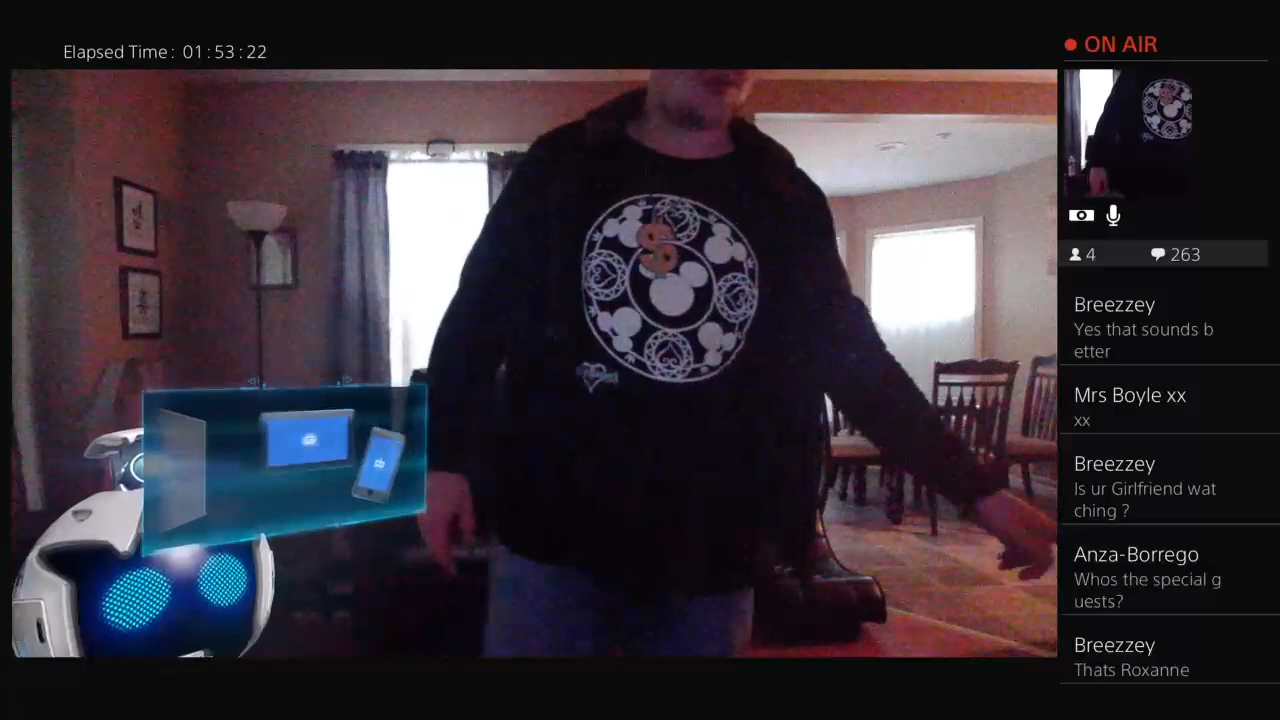 Elapsed Time: 01:53:22
ON AIR
4
263
Breezzey
Yes that sounds b
etter
Mrs Boyle xx
xx
Breezzey
Is ur Girlfriend wat
ching ?
Anza-Borrego
Whos the special g
uests?
Breezzey
Thats Roxanne